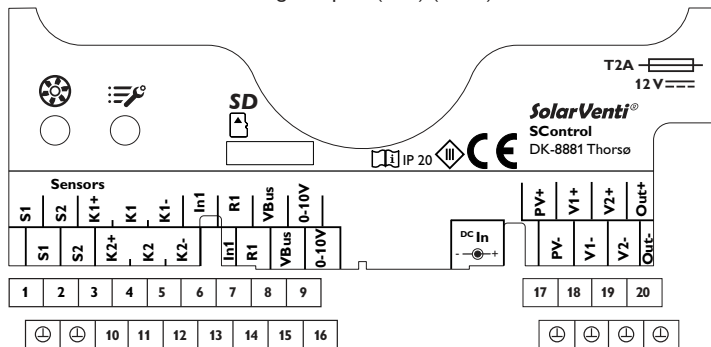 T2A
12 V
SD
SolarVenti®
SControl
DK-8881 Thorsø
IP 20
III
CE
i
Sensors
S1 S2 K1+ K1 K1- In1 R1 VBus 0-10V
PV+ V1+ V2+ Out+
S1 S2 K2+ K2 K2- In1 R1 VBus 0-10V
DC In
- +
PV- V1- V2- Out-
1 2 3 4 5 6 7 8 9
17 18 19 20
10 11 12 13 14 15 16